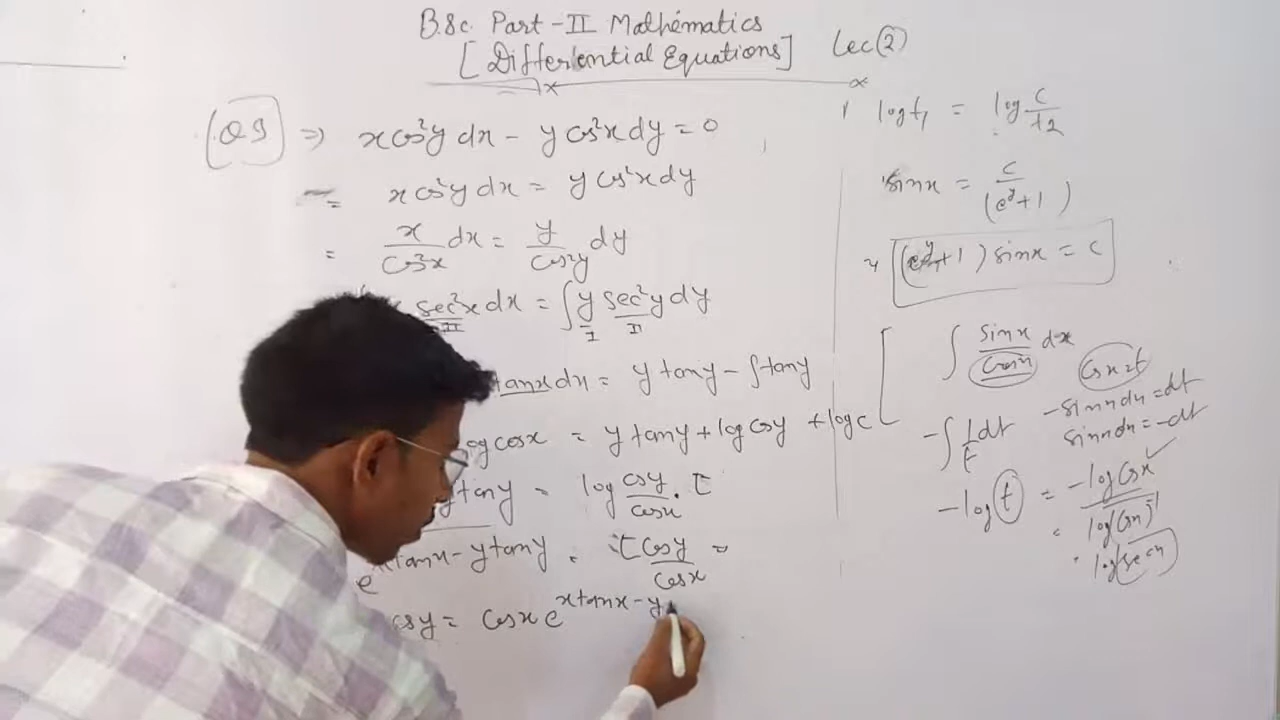 B.Sc. Part-II Mathematics
[Differential Equations] Lec (2)
(Q9) ⇒ x cos²y dx - y cos²x dy = 0
= x cos²y dx = y cos²x dy
= x/cos²x dx = y/cos²y dy
sec²x dx = ∫ y sec²y dy
II I II
tanx dx = y tany - ∫tany
log cosx = y tany + log cosy + log c
y tany = log cosy/cosx . c
e^(x tanx - y tany) = c cosy/cosx =
cosy = cosx e^(x tanx - y
log t₁ = log c/t₂
sinx = c/(e^y+1)
(e^y+1) sinx = c
∫ sinx/cosx dx
cosx=t
-sinx dx = dt
sinx dx = -dt
-∫ 1/t dt
-log(t) = -log cosx
= log(cosx)^-1
log(secx)